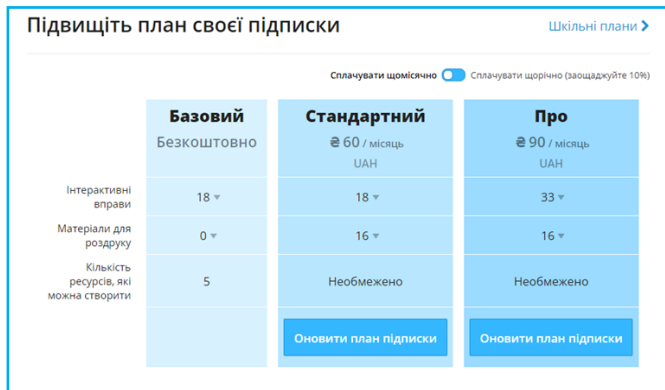 Підвищіть план своєї підписки
Шкільні плани
Сплачувати щомісячно Сплачувати щорічно (заощаджуйте 10%)
Базовий Стандартний Про
Безкоштовно ₴ 60 / місяць ₴ 90 / місяць
UAH UAH
Інтерактивні
вправи
18 18 33
Матеріали для
роздруку
0 16 16
Кількість
ресурсів, які
можна створити
5 Необмежено Необмежено
Оновити план підписки Оновити план підписки